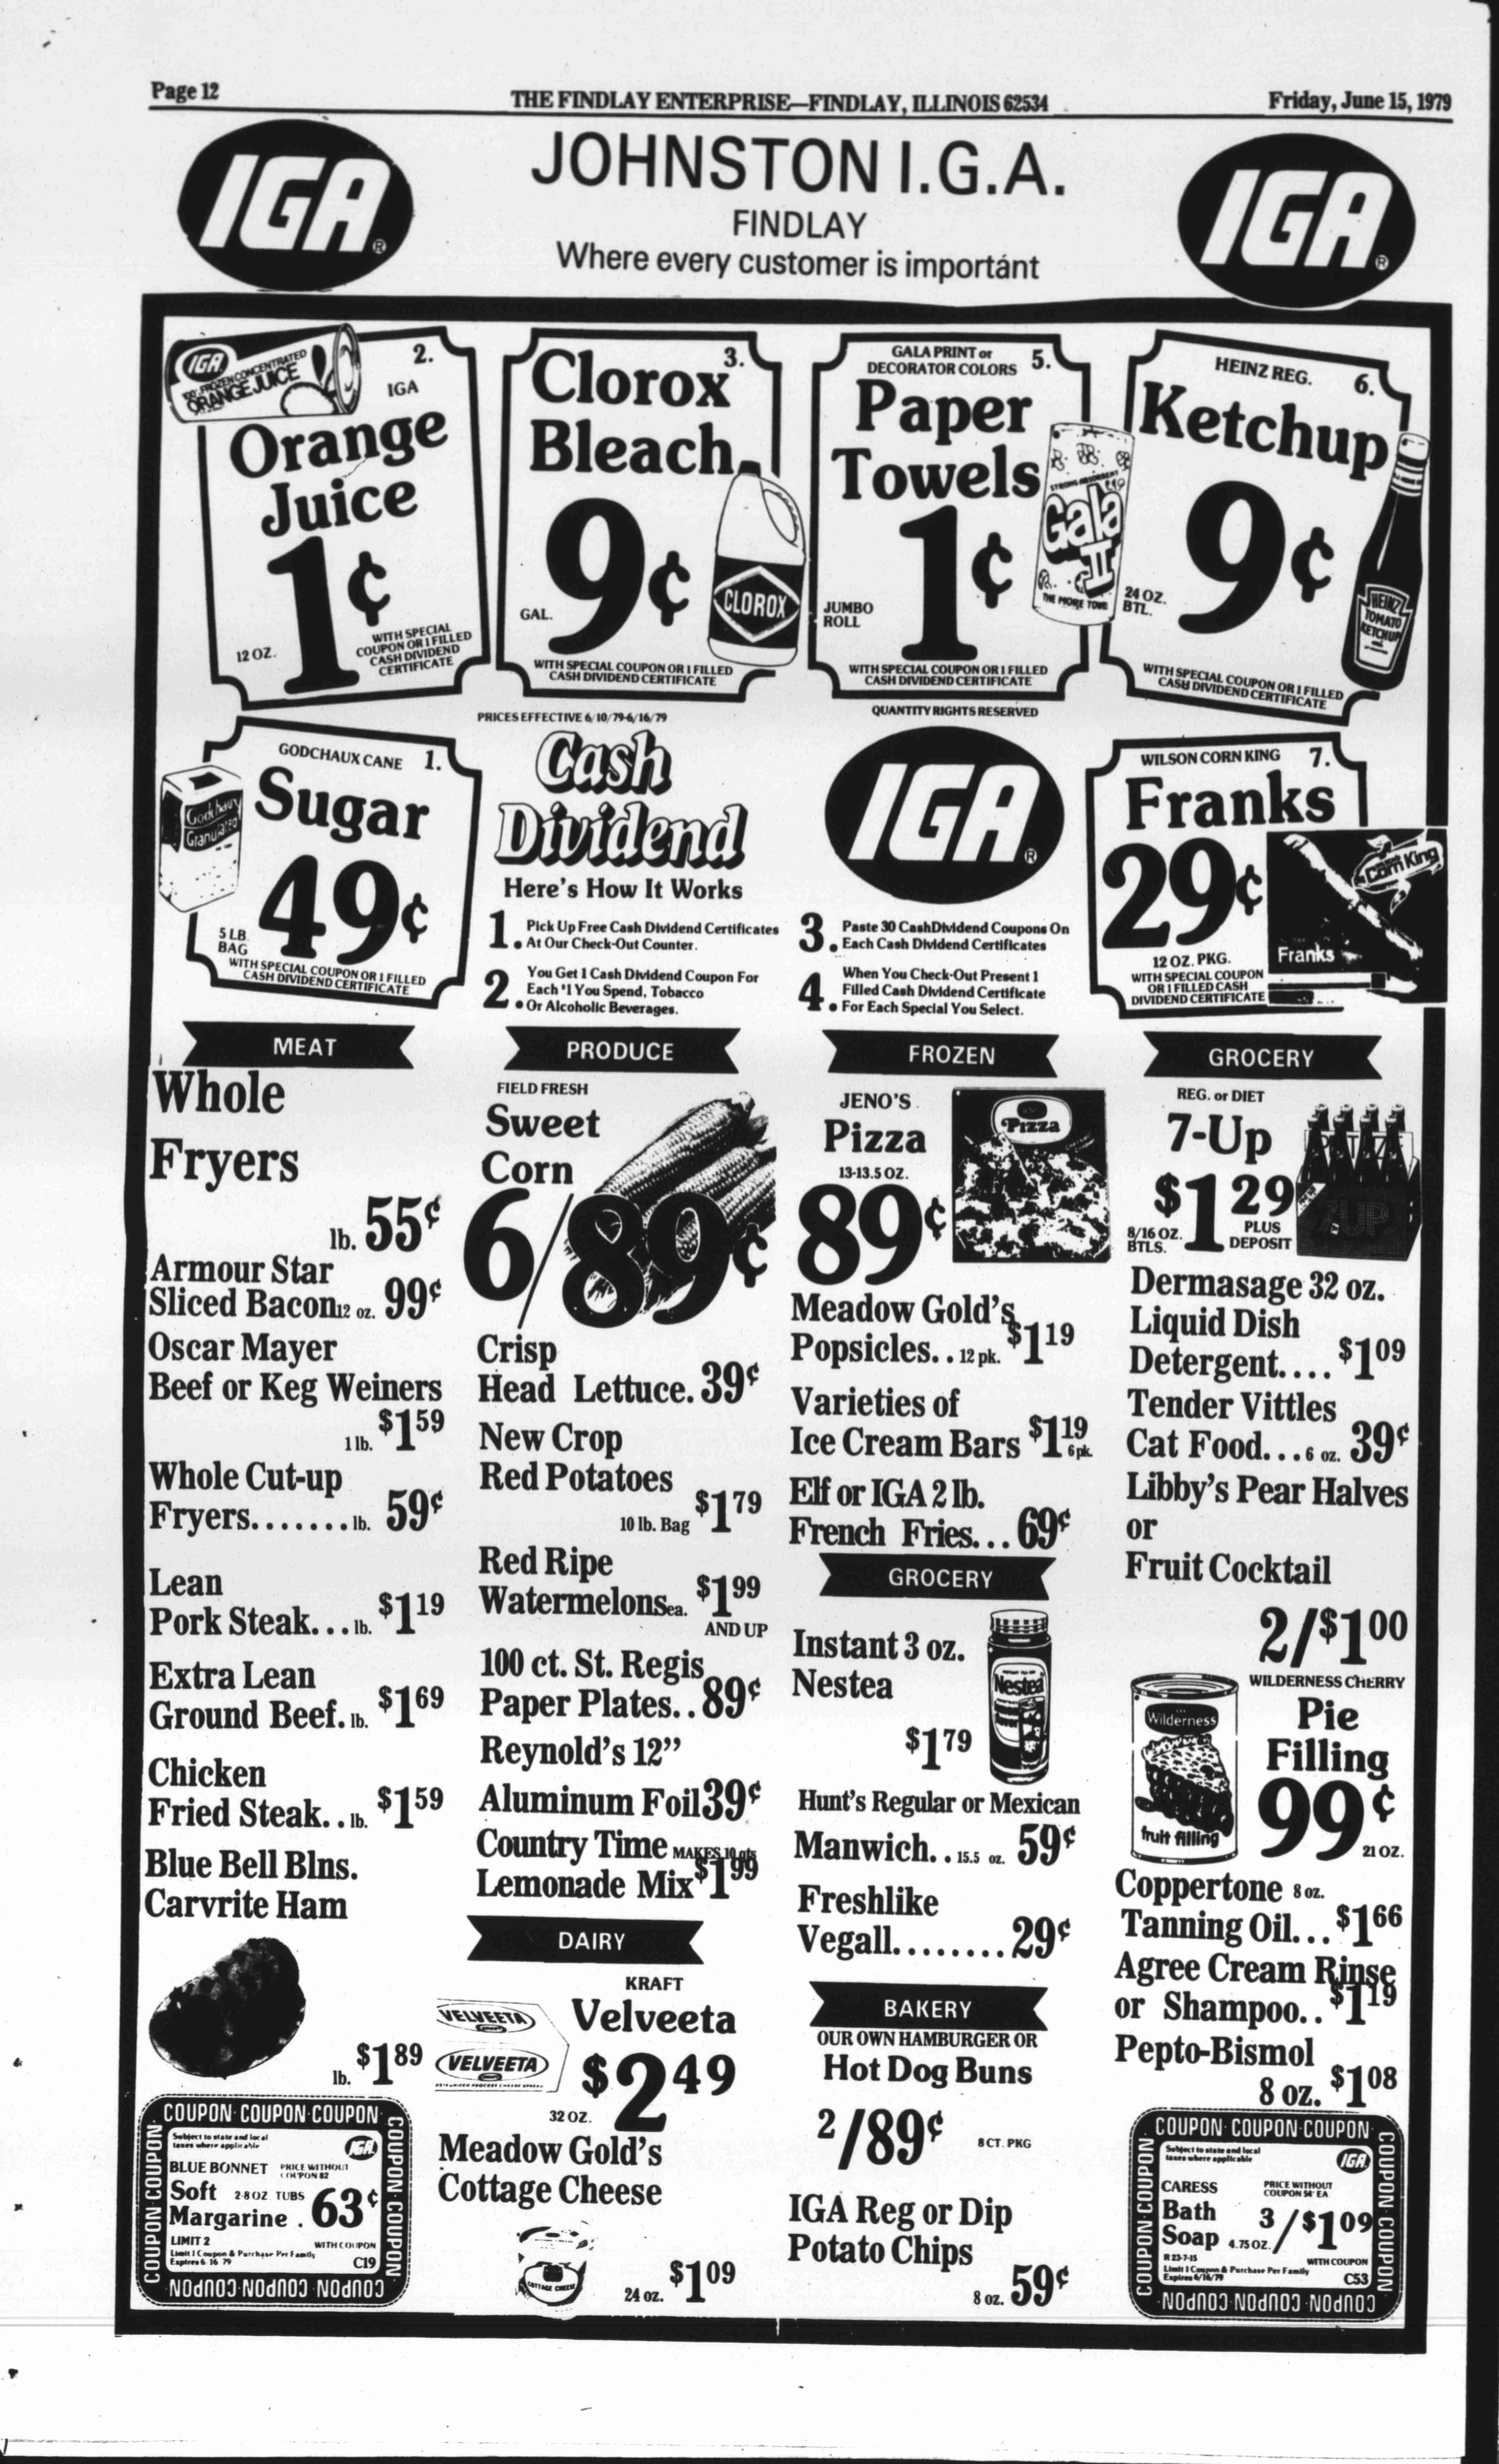 Page 12
THE FINDLAY ENTERPRISE—FINDLAY, ILLINOIS 62534
Friday, June 15, 1979
IGA®
JOHNSTON I.G.A.
FINDLAY
Where every customer is important
IGA®
IGA
100% FROZEN CONCENTRATED
ORANGE JUICE
2.
IGA
Orange
Juice
1¢
12 OZ.
WITH SPECIAL
COUPON OR 1 FILLED
CASH DIVIDEND
CERTIFICATE
3.
Clorox
Bleach
9¢
GAL.
CLOROX
WITH SPECIAL COUPON OR 1 FILLED
CASH DIVIDEND CERTIFICATE
GALA PRINT or
DECORATOR COLORS
5.
Paper
Towels
1¢
JUMBO
ROLL
Gala
II
THE MORE TOWEL
WITH SPECIAL COUPON OR 1 FILLED
CASH DIVIDEND CERTIFICATE
HEINZ REG.
6.
Ketchup
9¢
24 OZ.
BTL.
HEINZ
TOMATO
KETCHUP
WITH SPECIAL COUPON OR 1 FILLED
CASH DIVIDEND CERTIFICATE
PRICES EFFECTIVE 6/10/79-6/16/79
QUANTITY RIGHTS RESERVED
GODCHAUX CANE
1.
Godchaux
Granulated
Sugar
49¢
5 LB.
BAG
WITH SPECIAL COUPON OR 1 FILLED
CASH DIVIDEND CERTIFICATE
Cash
Dividend
Here's How It Works
1. Pick Up Free Cash Dividend Certificates
At Our Check-Out Counter.
2. You Get 1 Cash Dividend Coupon For
Each $1 You Spend, Tobacco
Or Alcoholic Beverages.
IGA®
3. Paste 30 CashDividend Coupons On
Each Cash Dividend Certificates
4. When You Check-Out Present 1
Filled Cash Dividend Certificate
For Each Special You Select.
WILSON CORN KING
7.
Franks
29¢
Corn King
Franks
12 OZ. PKG.
WITH SPECIAL COUPON
OR 1 FILLED CASH
DIVIDEND CERTIFICATE
MEAT
Whole
Fryers
lb. 55¢
Armour Star
Sliced Bacon 12 oz. 99¢
Oscar Mayer
Beef or Keg Weiners
1 lb. $1 59
Whole Cut-up
Fryers.......lb. 59¢
Lean
Pork Steak...lb. $1 19
Extra Lean
Ground Beef.lb. $1 69
Chicken
Fried Steak..lb. $1 59
Blue Bell Blns.
Carvrite Ham
lb. $1 89
COUPON·COUPON·COUPON
COUPON·COUPON
COUPON·COUPON
Subject to state and local
taxes where applicable
IGA
BLUE BONNET
PRICE WITHOUT
COUPON 82
Soft
2-8 OZ TUBS
Margarine . 63¢
LIMIT 2
WITH COUPON
Limit 1 Coupon & Purchase Per Family
Expires 6 16 79
C19
COUPON·COUPON·COUPON
PRODUCE
FIELD FRESH
Sweet
Corn
6/89¢
Crisp
Head Lettuce. 39¢
New Crop
Red Potatoes
10 lb. Bag $1 79
Red Ripe
Watermelons ea. $1 99
AND UP
100 ct. St. Regis
Paper Plates.. 89¢
Reynold's 12”
Aluminum Foil 39¢
Country Time MAKES 10 qts
Lemonade Mix $1 99
DAIRY
KRAFT
VELVEETA
VELVEETA
Velveeta
$2 49
32 OZ.
Meadow Gold's
Cottage Cheese
COTTAGE CHEESE
24 oz. $1 09
FROZEN
JENO'S
Pizza
13-13.5 OZ.
Pizza
89¢
Meadow Gold's
Popsicles..12 pk. $1 19
Varieties of
Ice Cream Bars $1 19
6 pk.
Elf or IGA 2 lb.
French Fries... 69¢
GROCERY
Instant 3 oz.
Nestea
Nestea
$1 79
Hunt's Regular or Mexican
Manwich..15.5 oz. 59¢
Freshlike
Vegall........29¢
BAKERY
OUR OWN HAMBURGER OR
Hot Dog Buns
2/89¢
8 CT. PKG
IGA Reg or Dip
Potato Chips
8 oz. 59¢
GROCERY
REG. or DIET
7-Up
$1 29
8/16 OZ.
BTLS.
PLUS
DEPOSIT
7UP
Dermasage 32 oz.
Liquid Dish
Detergent.... $1 09
Tender Vittles
Cat Food...6 oz. 39¢
Libby's Pear Halves
or
Fruit Cocktail
2/$1 00
WILDERNESS CHERRY
Wilderness
fruit filling
Pie
Filling
99¢
21 OZ.
Coppertone 8 oz.
Tanning Oil... $1 66
Agree Cream Rinse
or Shampoo.. $1 19
Pepto-Bismol
8 oz. $1 08
COUPON·COUPON·COUPON
COUPON·COUPON
COUPON·COUPON
Subject to state and local
taxes where applicable
IGA
CARESS
PRICE WITHOUT
COUPON 54¢ EA
Bath
Soap 4.75 OZ. 3/$1 09
R 23-7-15
WITH COUPON
Limit 1 Coupon & Purchase Per Family
Expires 6/16/79
C53
COUPON·COUPON·COUPON